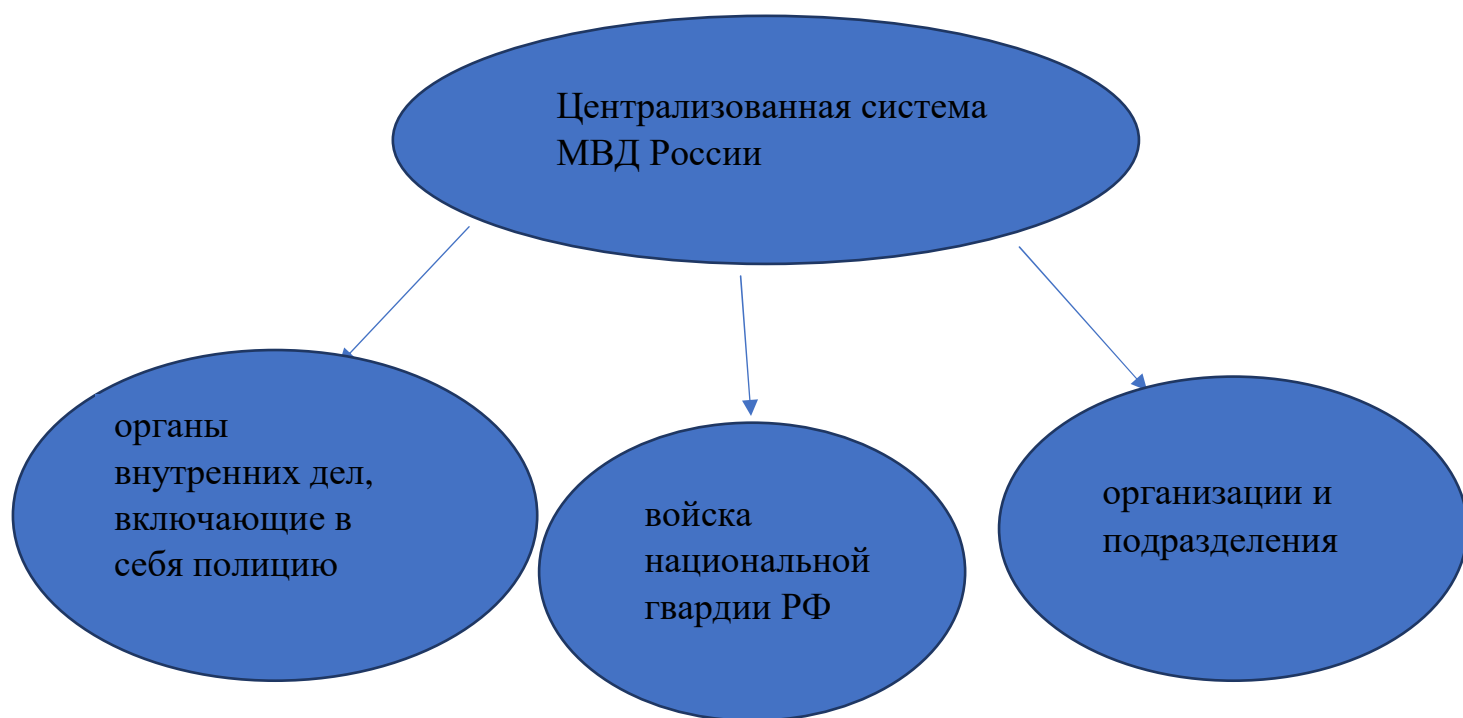 Централизованная система
МВД России
органы
внутренних дел,
включающие в
себя полицию
войска
национальной
гвардии РФ
организации и
подразделения